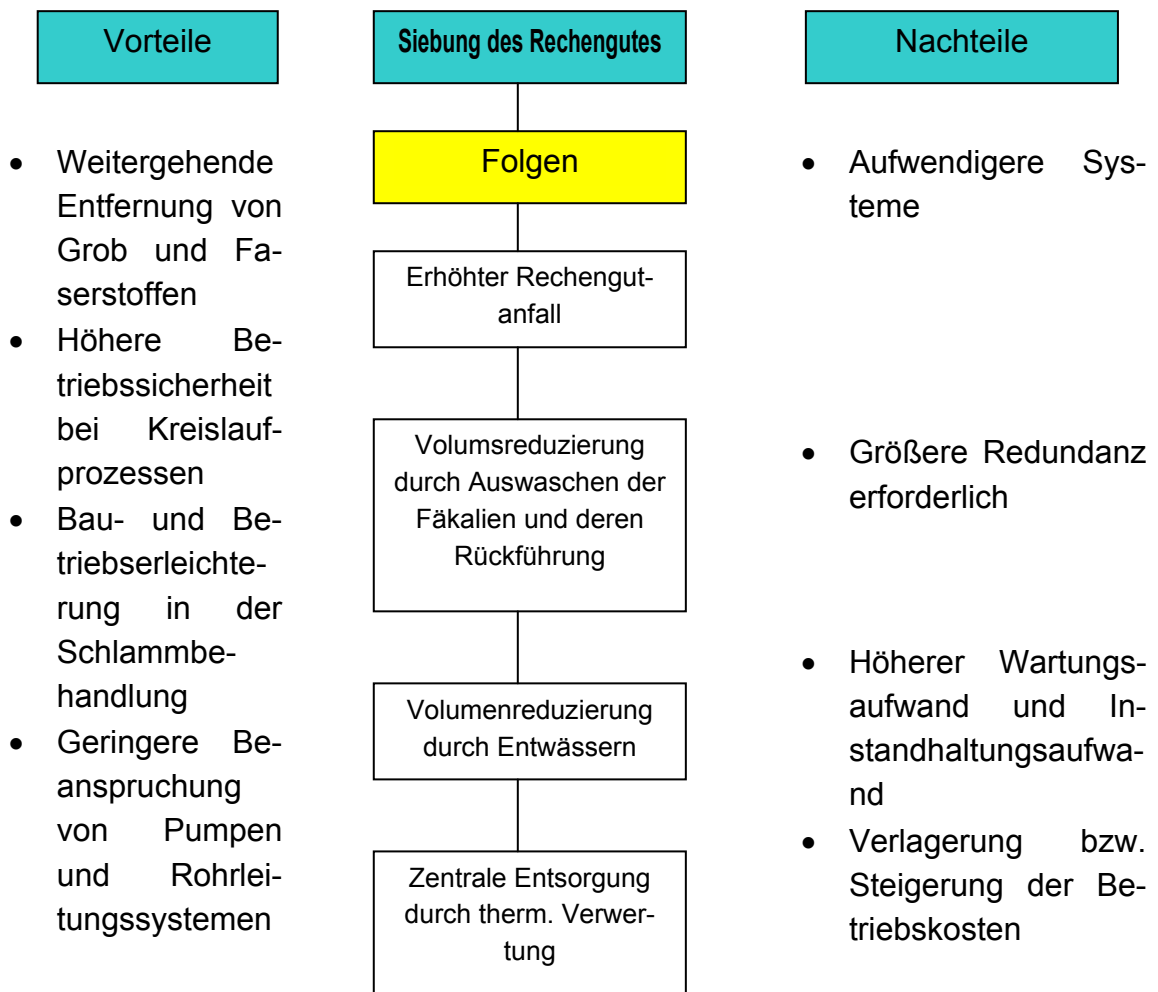 Vorteile
Weitergehende
Entfernung von
Grob und Fa-
serstoffen
Höhere Be-
triebssicherheit
bei Kreislauf-
prozessen
Bau- und Be-
triebserleichte-
rung in der
Schlammbe-
handlung
Geringere Be-
anspruchung
von Pumpen
und Rohrlei-
tungssystemen
Siebung des Rechengutes
Folgen
Erhöhter Rechengut-
anfall
Volumsreduzierung
durch Auswaschen der
Fäkalien und deren
Rückführung
Volumenreduzierung
durch Entwässern
Zentrale Entsorgung
durch therm. Verwer-
tung
Nachteile
Aufwendigere Sys-
teme
Größere Redundanz
erforderlich
Höherer Wartungs-
aufwand und In-
standhaltungsaufwa-
nd
Verlagerung bzw.
Steigerung der Be-
triebskosten